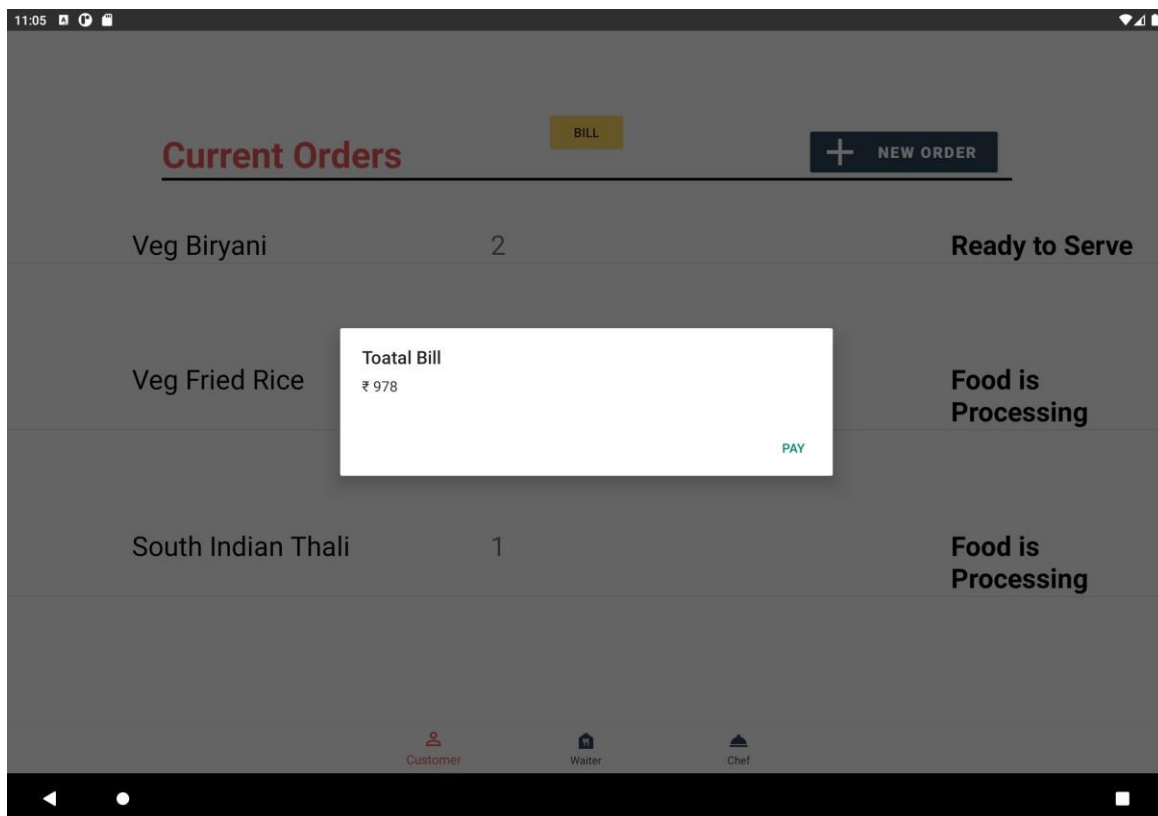 11:05
BILL
Current Orders
NEW ORDER
Veg Biryani 2 Ready to Serve
Veg Fried Rice Food is
Processing
Toatal Bill
₹ 978
PAY
South Indian Thali 1 Food is
Processing
Customer Waiter Chef